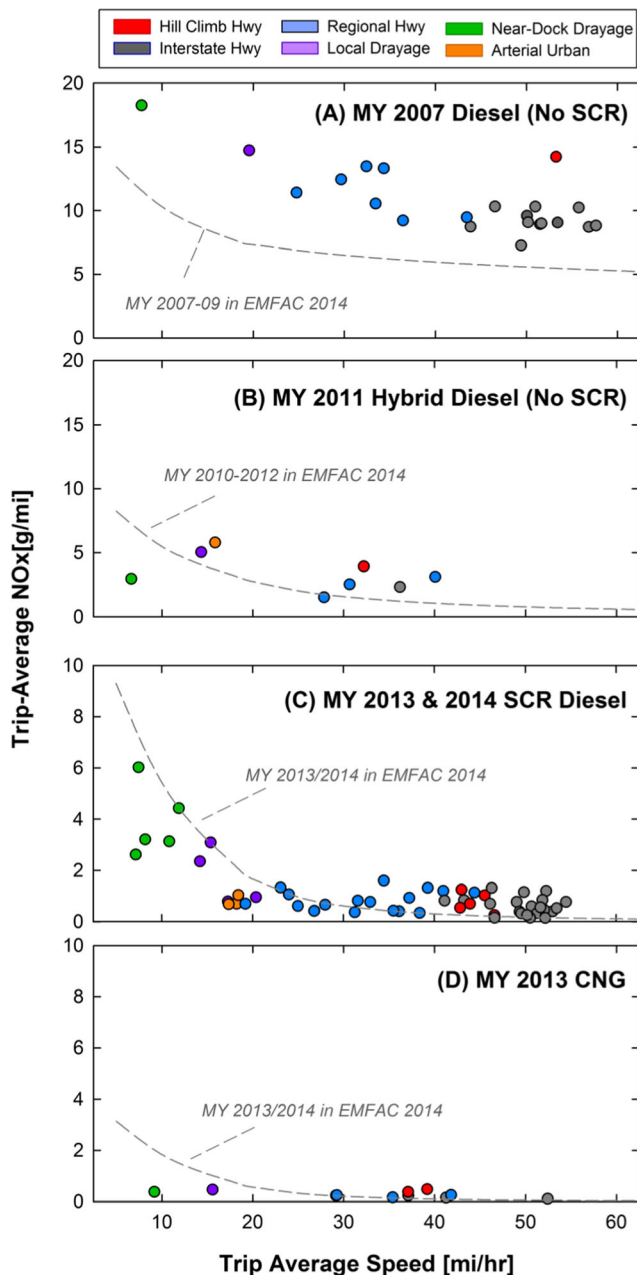 Hill Climb Hwy Regional Hwy Near-Dock Drayage
Interstate Hwy Local Drayage Arterial Urban
20
(A) MY 2007 Diesel (No SCR)
15
10
5
MY 2007-09 in EMFAC 2014
0
20
(B) MY 2011 Hybrid Diesel (No SCR)
15
MY 2010-2012 in EMFAC 2014
10
5
0
Trip-Average NOx[g/mi]
10
(C) MY 2013 & 2014 SCR Diesel
8
MY 2013/2014 in EMFAC 2014
6
4
2
0
10
(D) MY 2013 CNG
8
6
4
MY 2013/2014 in EMFAC 2014
2
0
10 20 30 40 50 60
Trip Average Speed [mi/hr]